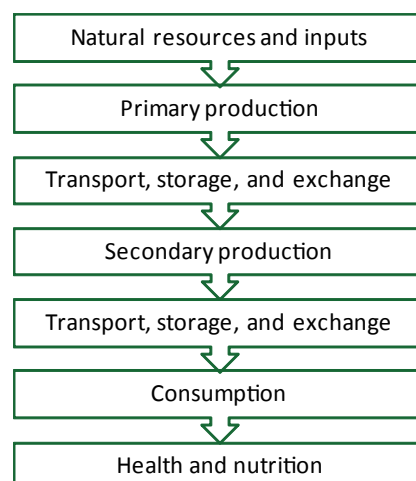 Natural resources and inputs
Primary production
Transport, storage, and exchange
Secondary production
Transport, storage, and exchange
Consumption
Health and nutrition